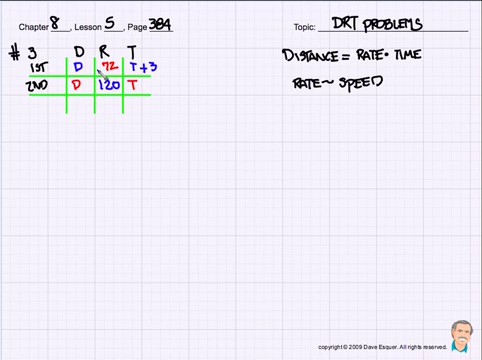 Chapter 8, Lesson 5, Page 384
Topic: DRT PROBLEMS
# 3 D R T
1ST D 72 T+3
2ND D 120 T
DISTANCE = RATE • TIME
RATE ~ SPEED
copyright © 2009 Dave Esquer. All rights reserved.